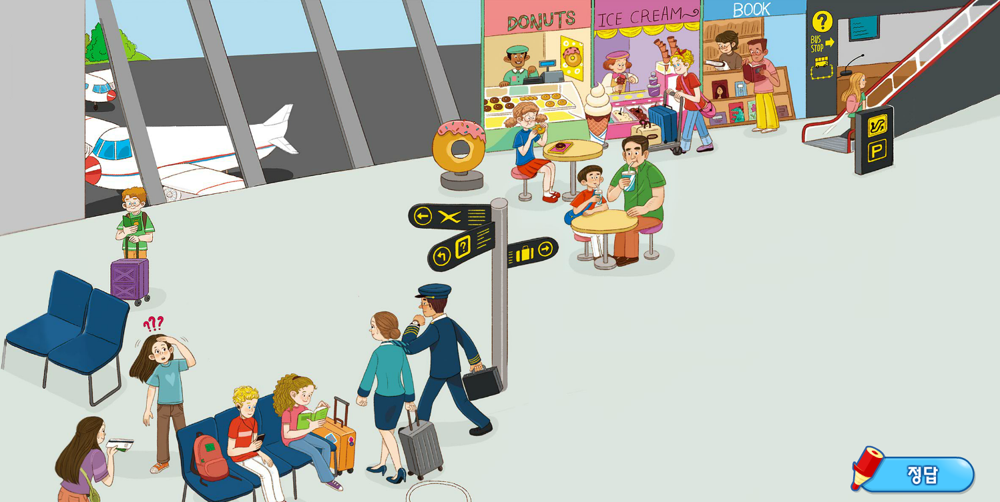 DONUTS
ICE CREAM
BOOK
?
BUS
STOP
P
?
???
정답